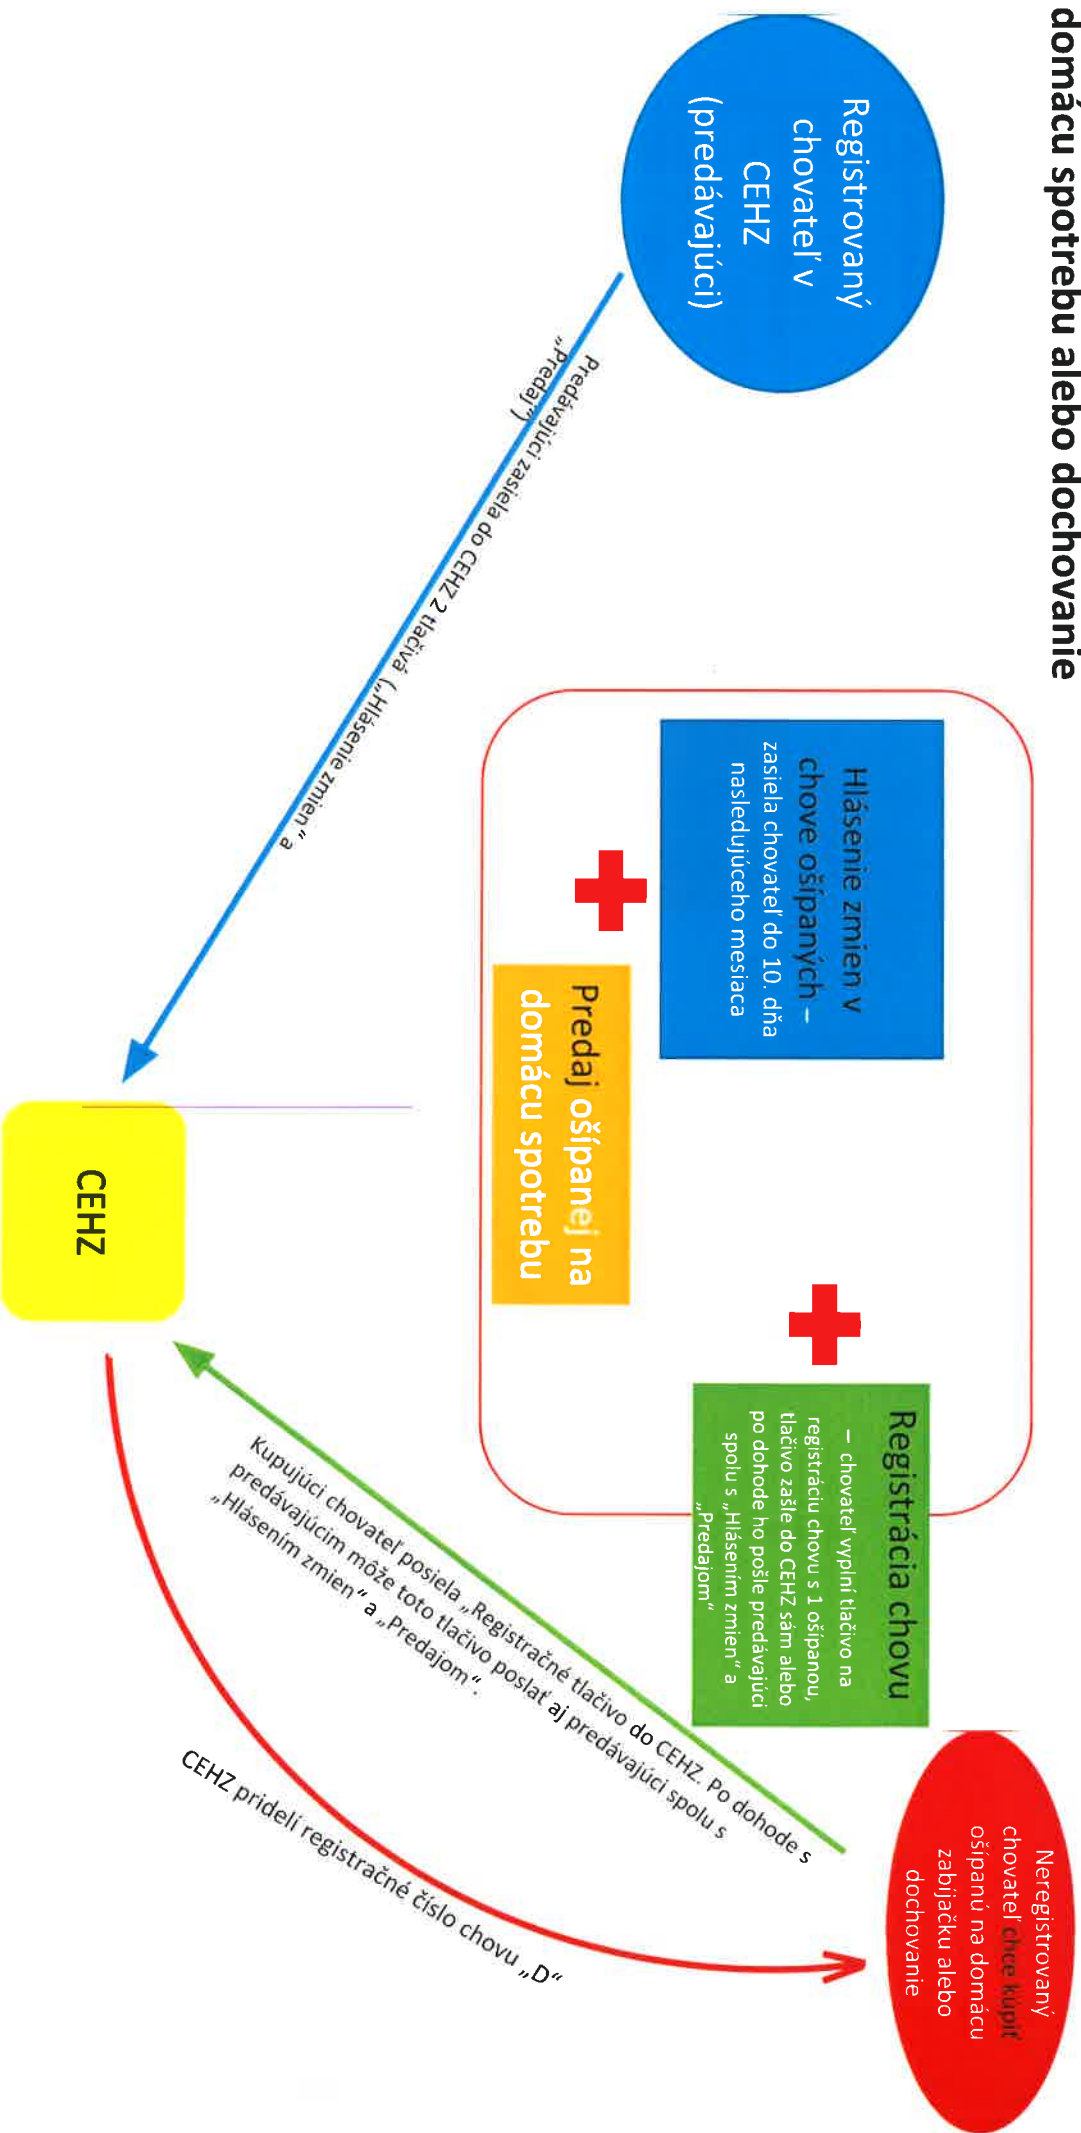 domácu spotrebu alebo dochovanie
Registrovaný
chovateľ v
CEHZ
(predávajúci)
Hlásenie zmien v
chove ošípaných –
zasiela chovateľ do 10. dňa
nasledujúceho mesiaca
Predaj ošípanej na
domácu spotrebu
Registrácia chovu
– chovateľ vyplní tlačivo na
registráciu chovu s 1 ošípanou,
tlačivo zašle do CEHZ sám alebo
po dohode ho pošle predávajúci
spolu s „Hlásením zmien“ a
„Predajom“
Neregistrovaný
chovateľ chce kúpiť
ošípanú na domácu
zabíjačku alebo
dochovanie
Predávajúci zasiela do CEHZ 2 tlačivá („Hlásenie zmien“ a
„Predaj“)
Kupujúci chovateľ posiela „Registračné tlačivo do CEHZ. Po dohode s
predávajúcim môže toto tlačivo poslať aj predávajúci spolu s
„Hlásením zmien“ a „Predajom“.
CEHZ pridelí registračné číslo chovu „D“
CEHZ